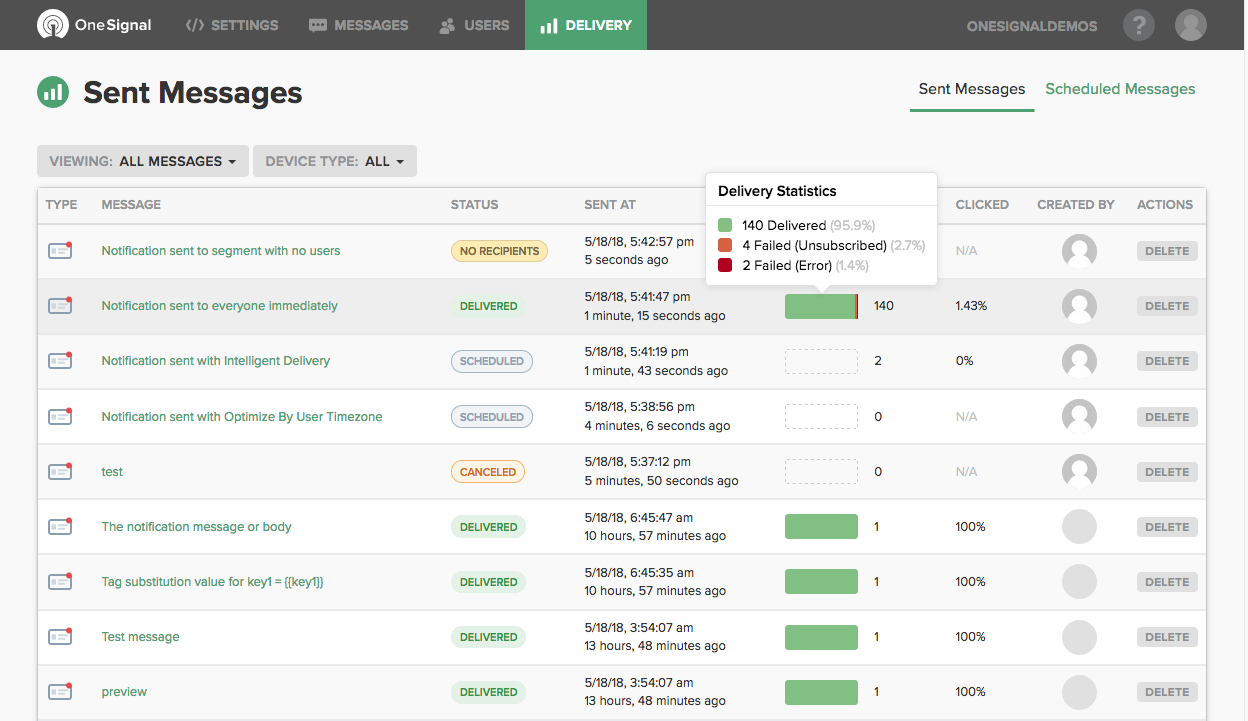 OneSignal
</> SETTINGS
MESSAGES
USERS
DELIVERY
ONESIGNALDEMOS
?
Sent Messages
Sent Messages
Scheduled Messages
VIEWING: ALL MESSAGES
DEVICE TYPE: ALL
Delivery Statistics
140 Delivered (95.9%)
4 Failed (Unsubscribed) (2.7%)
2 Failed (Error) (1.4%)
TYPE MESSAGE STATUS SENT AT CLICKED CREATED BY ACTIONS
Notification sent to segment with no users NO RECIPIENTS 5/18/18, 5:42:57 pm N/A DELETE
5 seconds ago
Notification sent to everyone immediately DELIVERED 5/18/18, 5:41:47 pm 140 1.43% DELETE
1 minute, 15 seconds ago
Notification sent with Intelligent Delivery SCHEDULED 5/18/18, 5:41:19 pm 2 0% DELETE
1 minute, 43 seconds ago
Notification sent with Optimize By User Timezone SCHEDULED 5/18/18, 5:38:56 pm 0 N/A DELETE
4 minutes, 6 seconds ago
test CANCELED 5/18/18, 5:37:12 pm 0 N/A DELETE
5 minutes, 50 seconds ago
The notification message or body DELIVERED 5/18/18, 6:45:47 am 1 100% DELETE
10 hours, 57 minutes ago
Tag substitution value for key1 = {{key1}} DELIVERED 5/18/18, 6:45:35 am 1 100% DELETE
10 hours, 57 minutes ago
Test message DELIVERED 5/18/18, 3:54:07 am 1 100% DELETE
13 hours, 48 minutes ago
preview DELIVERED 5/18/18, 3:54:07 am 1 100% DELETE
13 hours, 48 minutes ago